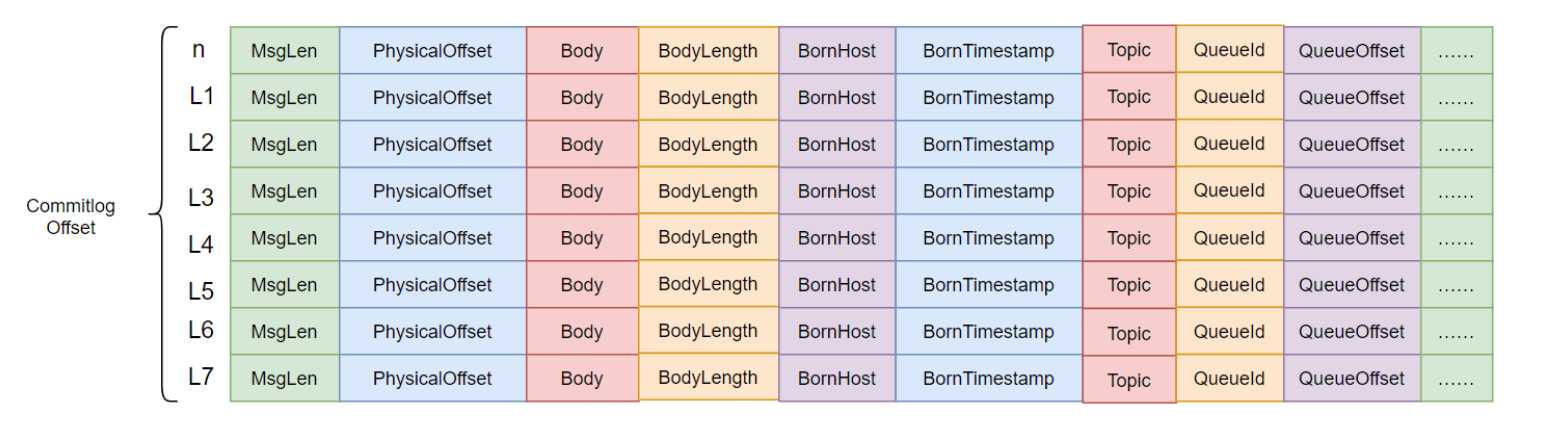 n MsgLen PhysicalOffset Body BodyLength BornHost BornTimestamp Topic QueueId QueueOffset ......
L1 MsgLen PhysicalOffset Body BodyLength BornHost BornTimestamp Topic QueueId QueueOffset ......
L2 MsgLen PhysicalOffset Body BodyLength BornHost BornTimestamp Topic QueueId QueueOffset ......
L3 MsgLen PhysicalOffset Body BodyLength BornHost BornTimestamp Topic QueueId QueueOffset ......
Commitlog
Offset
L4 MsgLen PhysicalOffset Body BodyLength BornHost BornTimestamp Topic QueueId QueueOffset ......
L5 MsgLen PhysicalOffset Body BodyLength BornHost BornTimestamp Topic QueueId QueueOffset ......
L6 MsgLen PhysicalOffset Body BodyLength BornHost BornTimestamp Topic QueueId QueueOffset ......
L7 MsgLen PhysicalOffset Body BodyLength BornHost BornTimestamp Topic QueueId QueueOffset ......